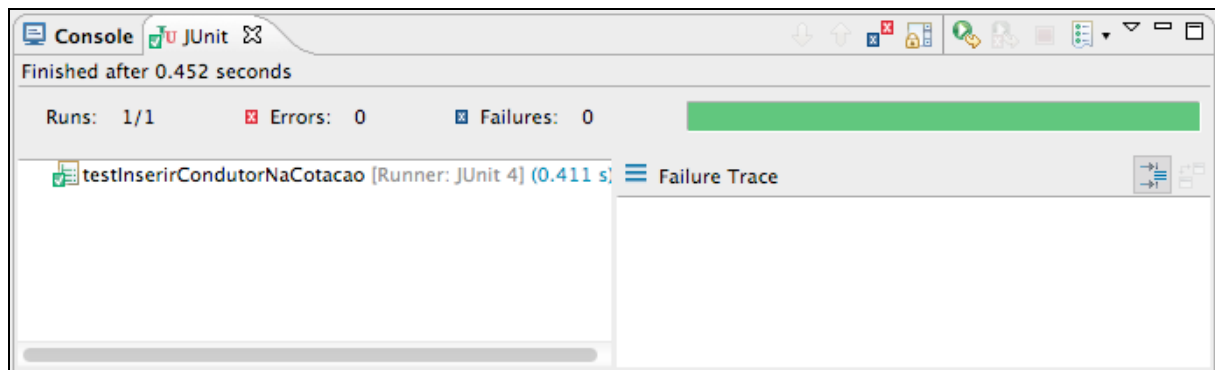 Console JUnit
Finished after 0.452 seconds
Runs: 1/1 Errors: 0 Failures: 0
testInserirCondutorNaCotacao [Runner: JUnit 4] (0.411 s)
Failure Trace